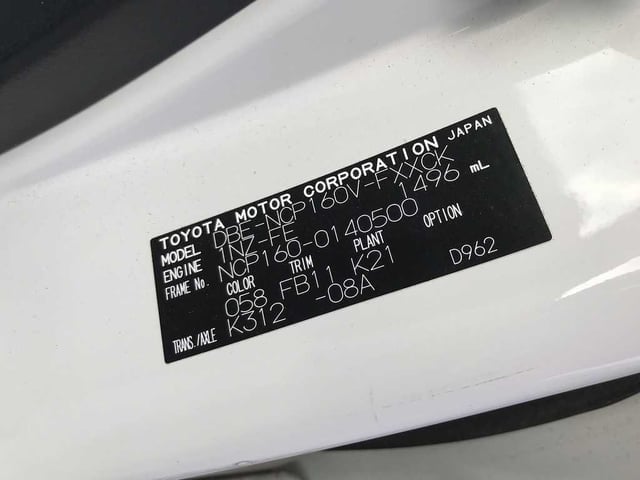 TOYOTA MOTOR CORPORATION JAPAN
MODEL DBE-NCP160V-FXXCK
ENGINE 1NZ-FE 1496 mL
FRAME No. NCP160-0140500
COLOR TRIM PLANT OPTION
058 FB11 K21 D962
TRANS./AXLE K312 -08A